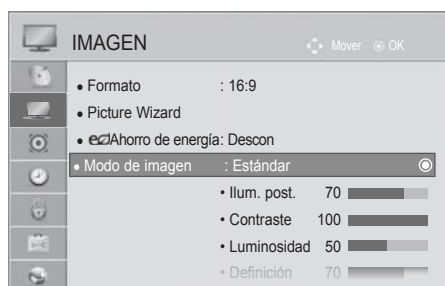 IMAGEN Mover OK
• Formato : 16:9
• Picture Wizard
• eco Ahorro de energía: Descon
• Modo de imagen : Estándar
• Ilum. post. 70
• Contraste 100
• Luminosidad 50
• Definición 70